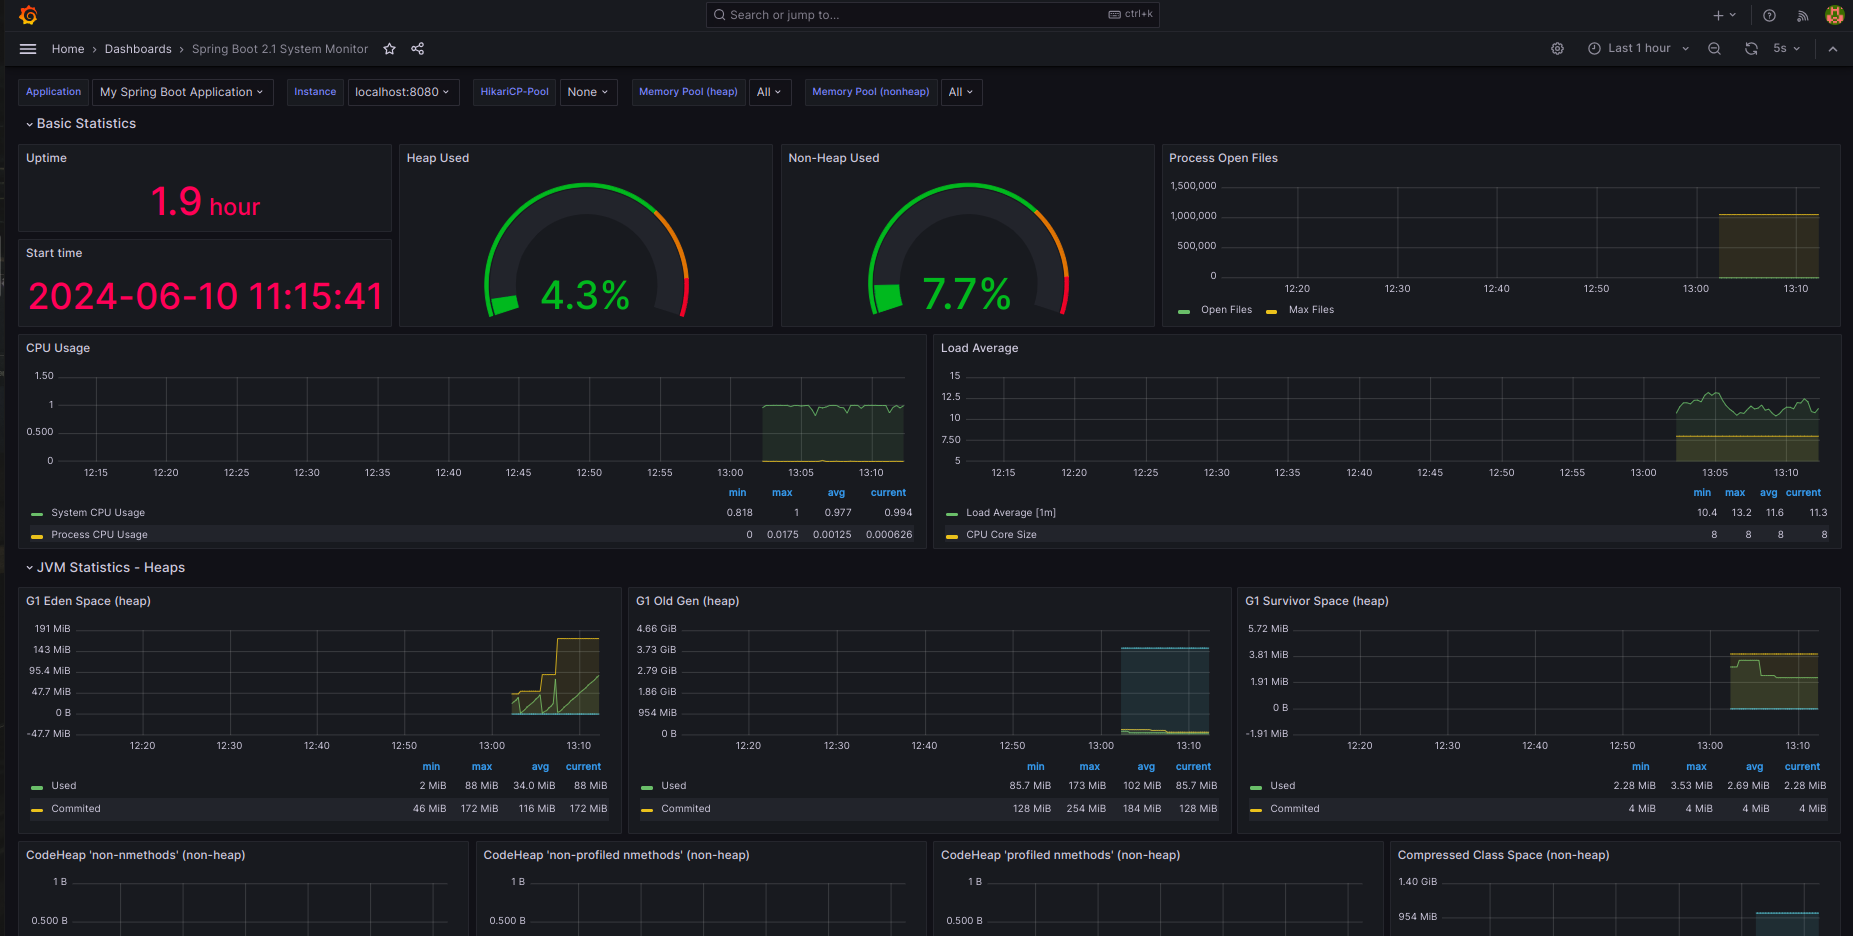 Search or jump to... ctrl+k
Home › Dashboards › Spring Boot 2.1 System Monitor
Last 1 hour 5s
Application My Spring Boot Application Instance localhost:8080 HikariCP-Pool None Memory Pool (heap) All Memory Pool (nonheap) All
Basic Statistics
Uptime
1.9 hour
Start time
2024-06-10 11:15:41
Heap Used
4.3%
Non-Heap Used
7.7%
Process Open Files
1,500,000
1,000,000
500,000
0
12:20 12:30 12:40 12:50 13:00 13:10
Open Files Max Files
CPU Usage
1.50
1
0.500
0
12:15 12:20 12:25 12:30 12:35 12:40 12:45 12:50 12:55 13:00 13:05 13:10
min max avg current
System CPU Usage 0.818 1 0.977 0.994
Process CPU Usage 0 0.0175 0.00125 0.000626
Load Average
15
12.5
10
7.50
5
12:15 12:20 12:25 12:30 12:35 12:40 12:45 12:50 12:55 13:00 13:05 13:10
min max avg current
Load Average [1m] 10.4 13.2 11.6 11.3
CPU Core Size 8 8 8 8
JVM Statistics - Heaps
G1 Eden Space (heap)
191 MiB
143 MiB
95.4 MiB
47.7 MiB
0 B
-47.7 MiB
12:20 12:30 12:40 12:50 13:00 13:10
min max avg current
Used 2 MiB 88 MiB 34.0 MiB 88 MiB
Commited 46 MiB 172 MiB 116 MiB 172 MiB
G1 Old Gen (heap)
4.66 GiB
3.73 GiB
2.79 GiB
1.86 GiB
954 MiB
0 B
12:20 12:30 12:40 12:50 13:00 13:10
min max avg current
Used 85.7 MiB 173 MiB 102 MiB 85.7 MiB
Commited 128 MiB 254 MiB 184 MiB 128 MiB
G1 Survivor Space (heap)
5.72 MiB
3.81 MiB
1.91 MiB
0 B
-1.91 MiB
12:20 12:30 12:40 12:50 13:00 13:10
min max avg current
Used 2.28 MiB 3.53 MiB 2.69 MiB 2.28 MiB
Commited 4 MiB 4 MiB 4 MiB 4 MiB
CodeHeap 'non-nmethods' (non-heap)
1 B
0.500 B
CodeHeap 'non-profiled nmethods' (non-heap)
1 B
0.500 B
CodeHeap 'profiled nmethods' (non-heap)
1 B
0.500 B
Compressed Class Space (non-heap)
1.40 GiB
954 MiB